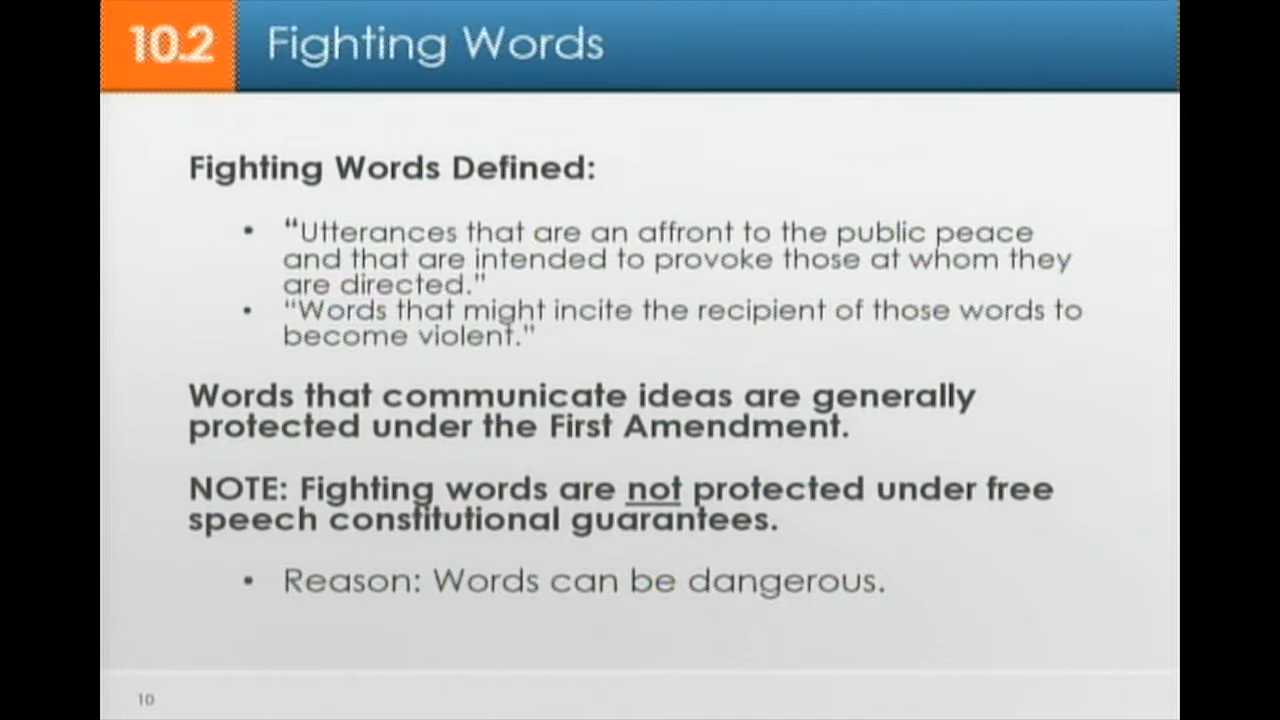 10.2 Fighting Words
Fighting Words Defined:
• “Utterances that are an affront to the public peace
and that are intended to provoke those at whom they
are directed."
• “Words that might incite the recipient of those words to
become violent."
Words that communicate ideas are generally
protected under the First Amendment.
NOTE: Fighting words are not protected under free
speech constitutional guarantees.
• Reason: Words can be dangerous.
10